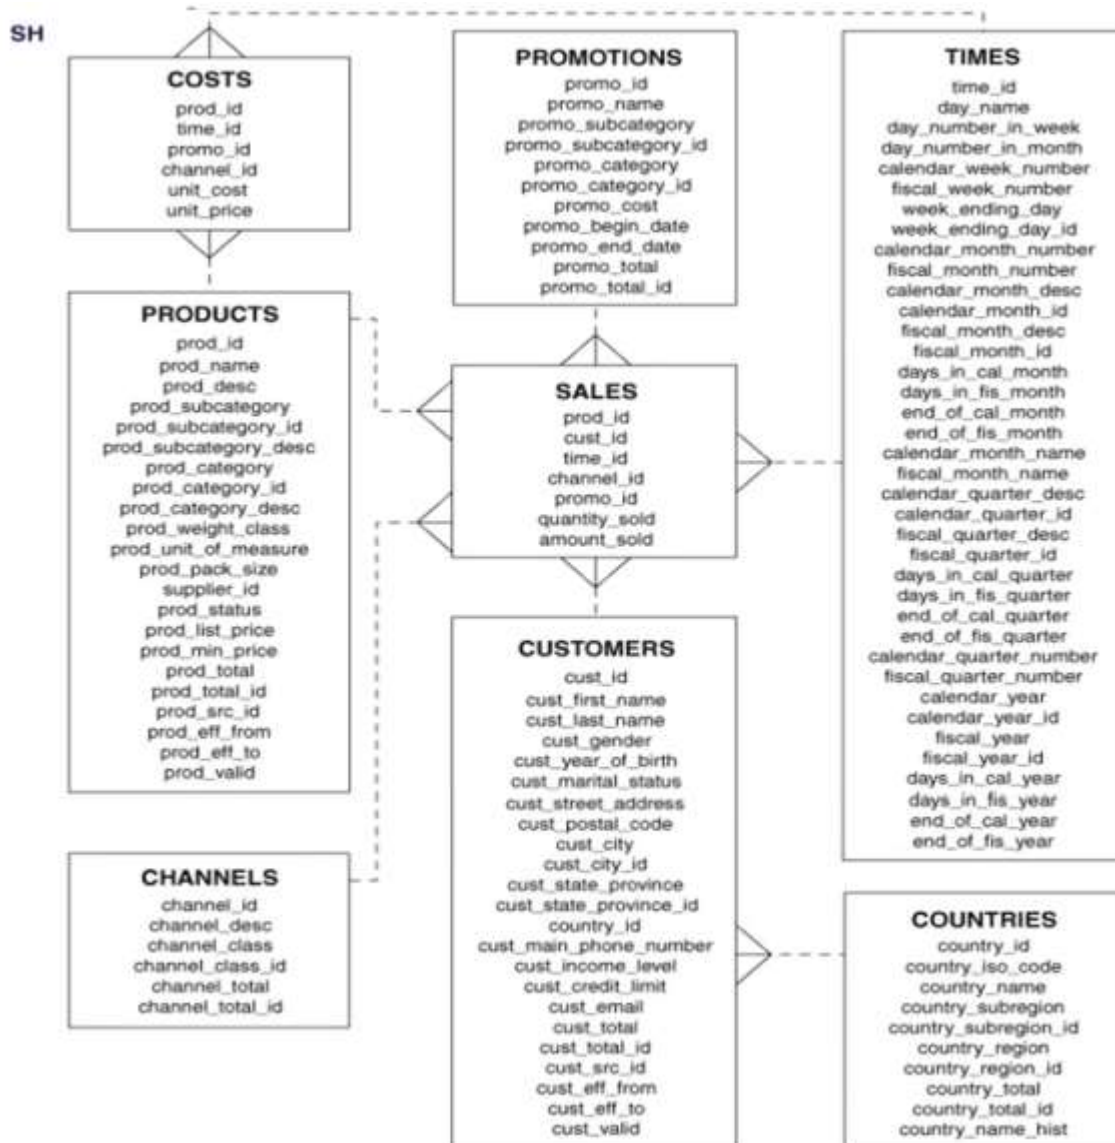 SH
COSTS
prod_id
time_id
promo_id
channel_id
unit_cost
unit_price
PRODUCTS
prod_id
prod_name
prod_desc
prod_subcategory
prod_subcategory_id
prod_subcategory_desc
prod_category
prod_category_id
prod_category_desc
prod_weight_class
prod_unit_of_measure
prod_pack_size
supplier_id
prod_status
prod_list_price
prod_min_price
prod_total
prod_total_id
prod_src_id
prod_eff_from
prod_eff_to
prod_valid
CHANNELS
channel_id
channel_desc
channel_class
channel_class_id
channel_total
channel_total_id
PROMOTIONS
promo_id
promo_name
promo_subcategory
promo_subcategory_id
promo_category
promo_category_id
promo_cost
promo_begin_date
promo_end_date
promo_total
promo_total_id
SALES
prod_id
cust_id
time_id
channel_id
promo_id
quantity_sold
amount_sold
CUSTOMERS
cust_id
cust_first_name
cust_last_name
cust_gender
cust_year_of_birth
cust_marital_status
cust_street_address
cust_postal_code
cust_city
cust_city_id
cust_state_province
cust_state_province_id
country_id
cust_main_phone_number
cust_income_level
cust_credit_limit
cust_email
cust_total
cust_total_id
cust_src_id
cust_eff_from
cust_eff_to
cust_valid
TIMES
time_id
day_name
day_number_in_week
day_number_in_month
calendar_week_number
fiscal_week_number
week_ending_day
week_ending_day_id
calendar_month_number
fiscal_month_number
calendar_month_desc
calendar_month_id
fiscal_month_desc
fiscal_month_id
days_in_cal_month
days_in_fis_month
end_of_cal_month
end_of_fis_month
calendar_month_name
fiscal_month_name
calendar_quarter_desc
calendar_quarter_id
fiscal_quarter_desc
fiscal_quarter_id
days_in_cal_quarter
days_in_fis_quarter
end_of_cal_quarter
end_of_fis_quarter
calendar_quarter_number
fiscal_quarter_number
calendar_year
calendar_year_id
fiscal_year
fiscal_year_id
days_in_cal_year
days_in_fis_year
end_of_cal_year
end_of_fis_year
COUNTRIES
country_id
country_iso_code
country_name
country_subregion
country_subregion_id
country_region
country_region_id
country_total
country_total_id
country_name_hist